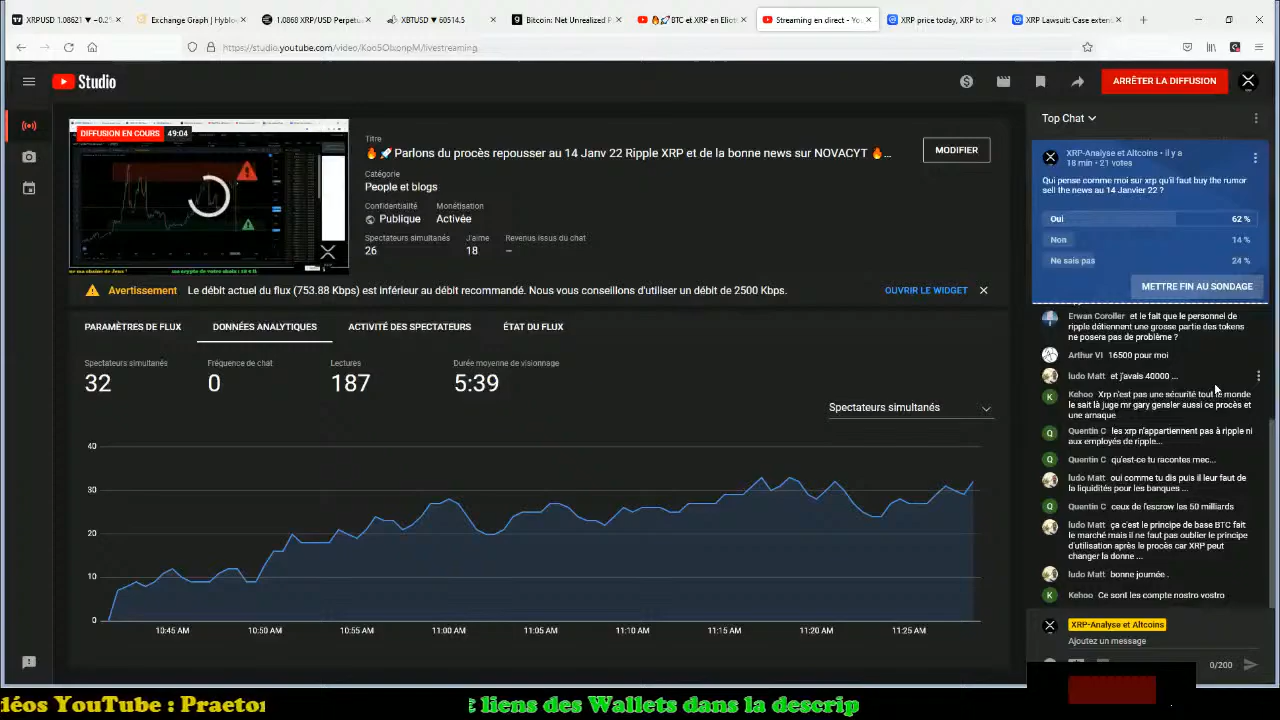 XRPUSD 1.08621 ▼ −0.2
Exchange Graph | Hyblo
1.0868 XRP/USD Perpetu
XBTUSD ▼ 60514.5
Bitcoin: Net Unrealized P
BTC et XRP en Eliot
Streaming en direct - Yo
XRP price today, XRP to
XRP Lawsuit: Case exten
https://studio.youtube.com/video/
/livestreaming
Studio
ARRÊTER LA DIFFUSION
DIFFUSION EN COURS 49:04
Titre
🔥🚀 Parlons du procès repousser au 14 Janv 22 Ripple XRP et de la bonne news sur NOVACYT 🔥...
MODIFIER
Catégorie
People et blogs
Confidentialité Monétisation
Publique Activée
Spectateurs simultanés J'aime Revenus issus du chat
26 18 –
Avertissement Le débit actuel du flux (753.88 Kbps) est inférieur au débit recommandé. Nous vous conseillons d'utiliser un débit de 2500 Kbps.
OUVRIR LE WIDGET
PARAMÈTRES DE FLUX DONNÉES ANALYTIQUES ACTIVITÉ DES SPECTATEURS ÉTAT DU FLUX
Spectateurs simultanés Fréquence de chat Lectures Durée moyenne de visionnage
32 0 187 5:39
Spectateurs simultanés
40
30
20
10
0
10:45 AM 10:50 AM 10:55 AM 11:00 AM 11:05 AM 11:10 AM 11:15 AM 11:20 AM 11:25 AM
Top Chat
XRP-Analyse et Altcoins • il y a
18 min • 21 votes
Qui pense comme moi sur xrp qu'il faut buy the rumor
sell the news au 14 Janvier 22 ?
Oui 62 %
Non 14 %
Ne sais pas 24 %
METTRE FIN AU SONDAGE
Erwan Coroller et le fait que le personnel de
ripple détiennent une grosse partie des tokens
ne posera pas de problème ?
Arthur VI 16500 pour moi
ludo Matt et j'avais 40000 ...
Kehoo Xrp n'est pas une sécurité tout le monde
le sait là juge mr gary gensler aussi ce procès et
une arnaque
Quentin C les xrp n'appartiennent pas à ripple ni
aux employés de ripple...
Quentin C qu'est-ce tu racontes mec...
ludo Matt oui comme tu dis puis il leur faut de
la liquidités pour les banques ...
Quentin C ceux de l'escrow les 50 milliards
ludo Matt ça c'est le principe de base BTC fait
le marché mais il ne faut pas oublier le principe
d'utilisation après le procès car XRP peut
changer la donne ...
ludo Matt bonne journée .
Kehoo Ce sont les compte nostro vostro
XRP-Analyse et Altcoins
Ajoutez un message
0/200
déos YouTube : Praetor
E liens des Wallets dans la descrip